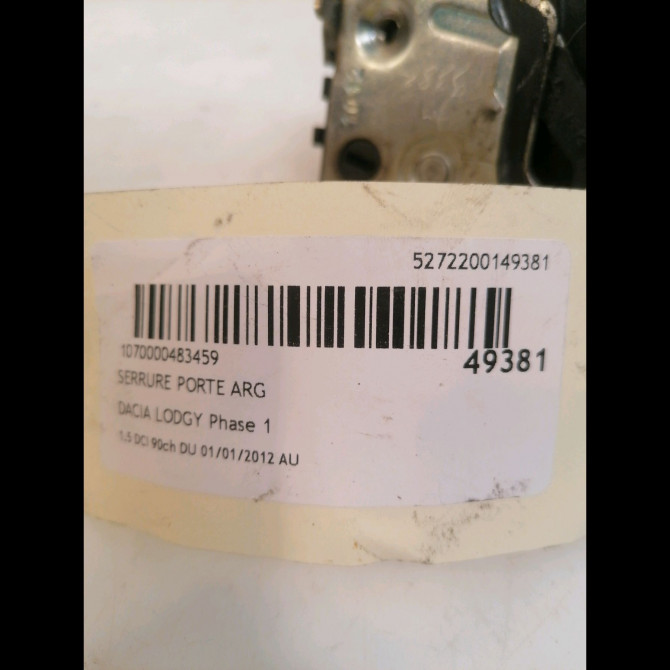 5272200149381
1070000483459
49381
SERRURE PORTE ARG
DACIA LODGY Phase 1
1.5 DCI 90ch DU 01/01/2012 AU